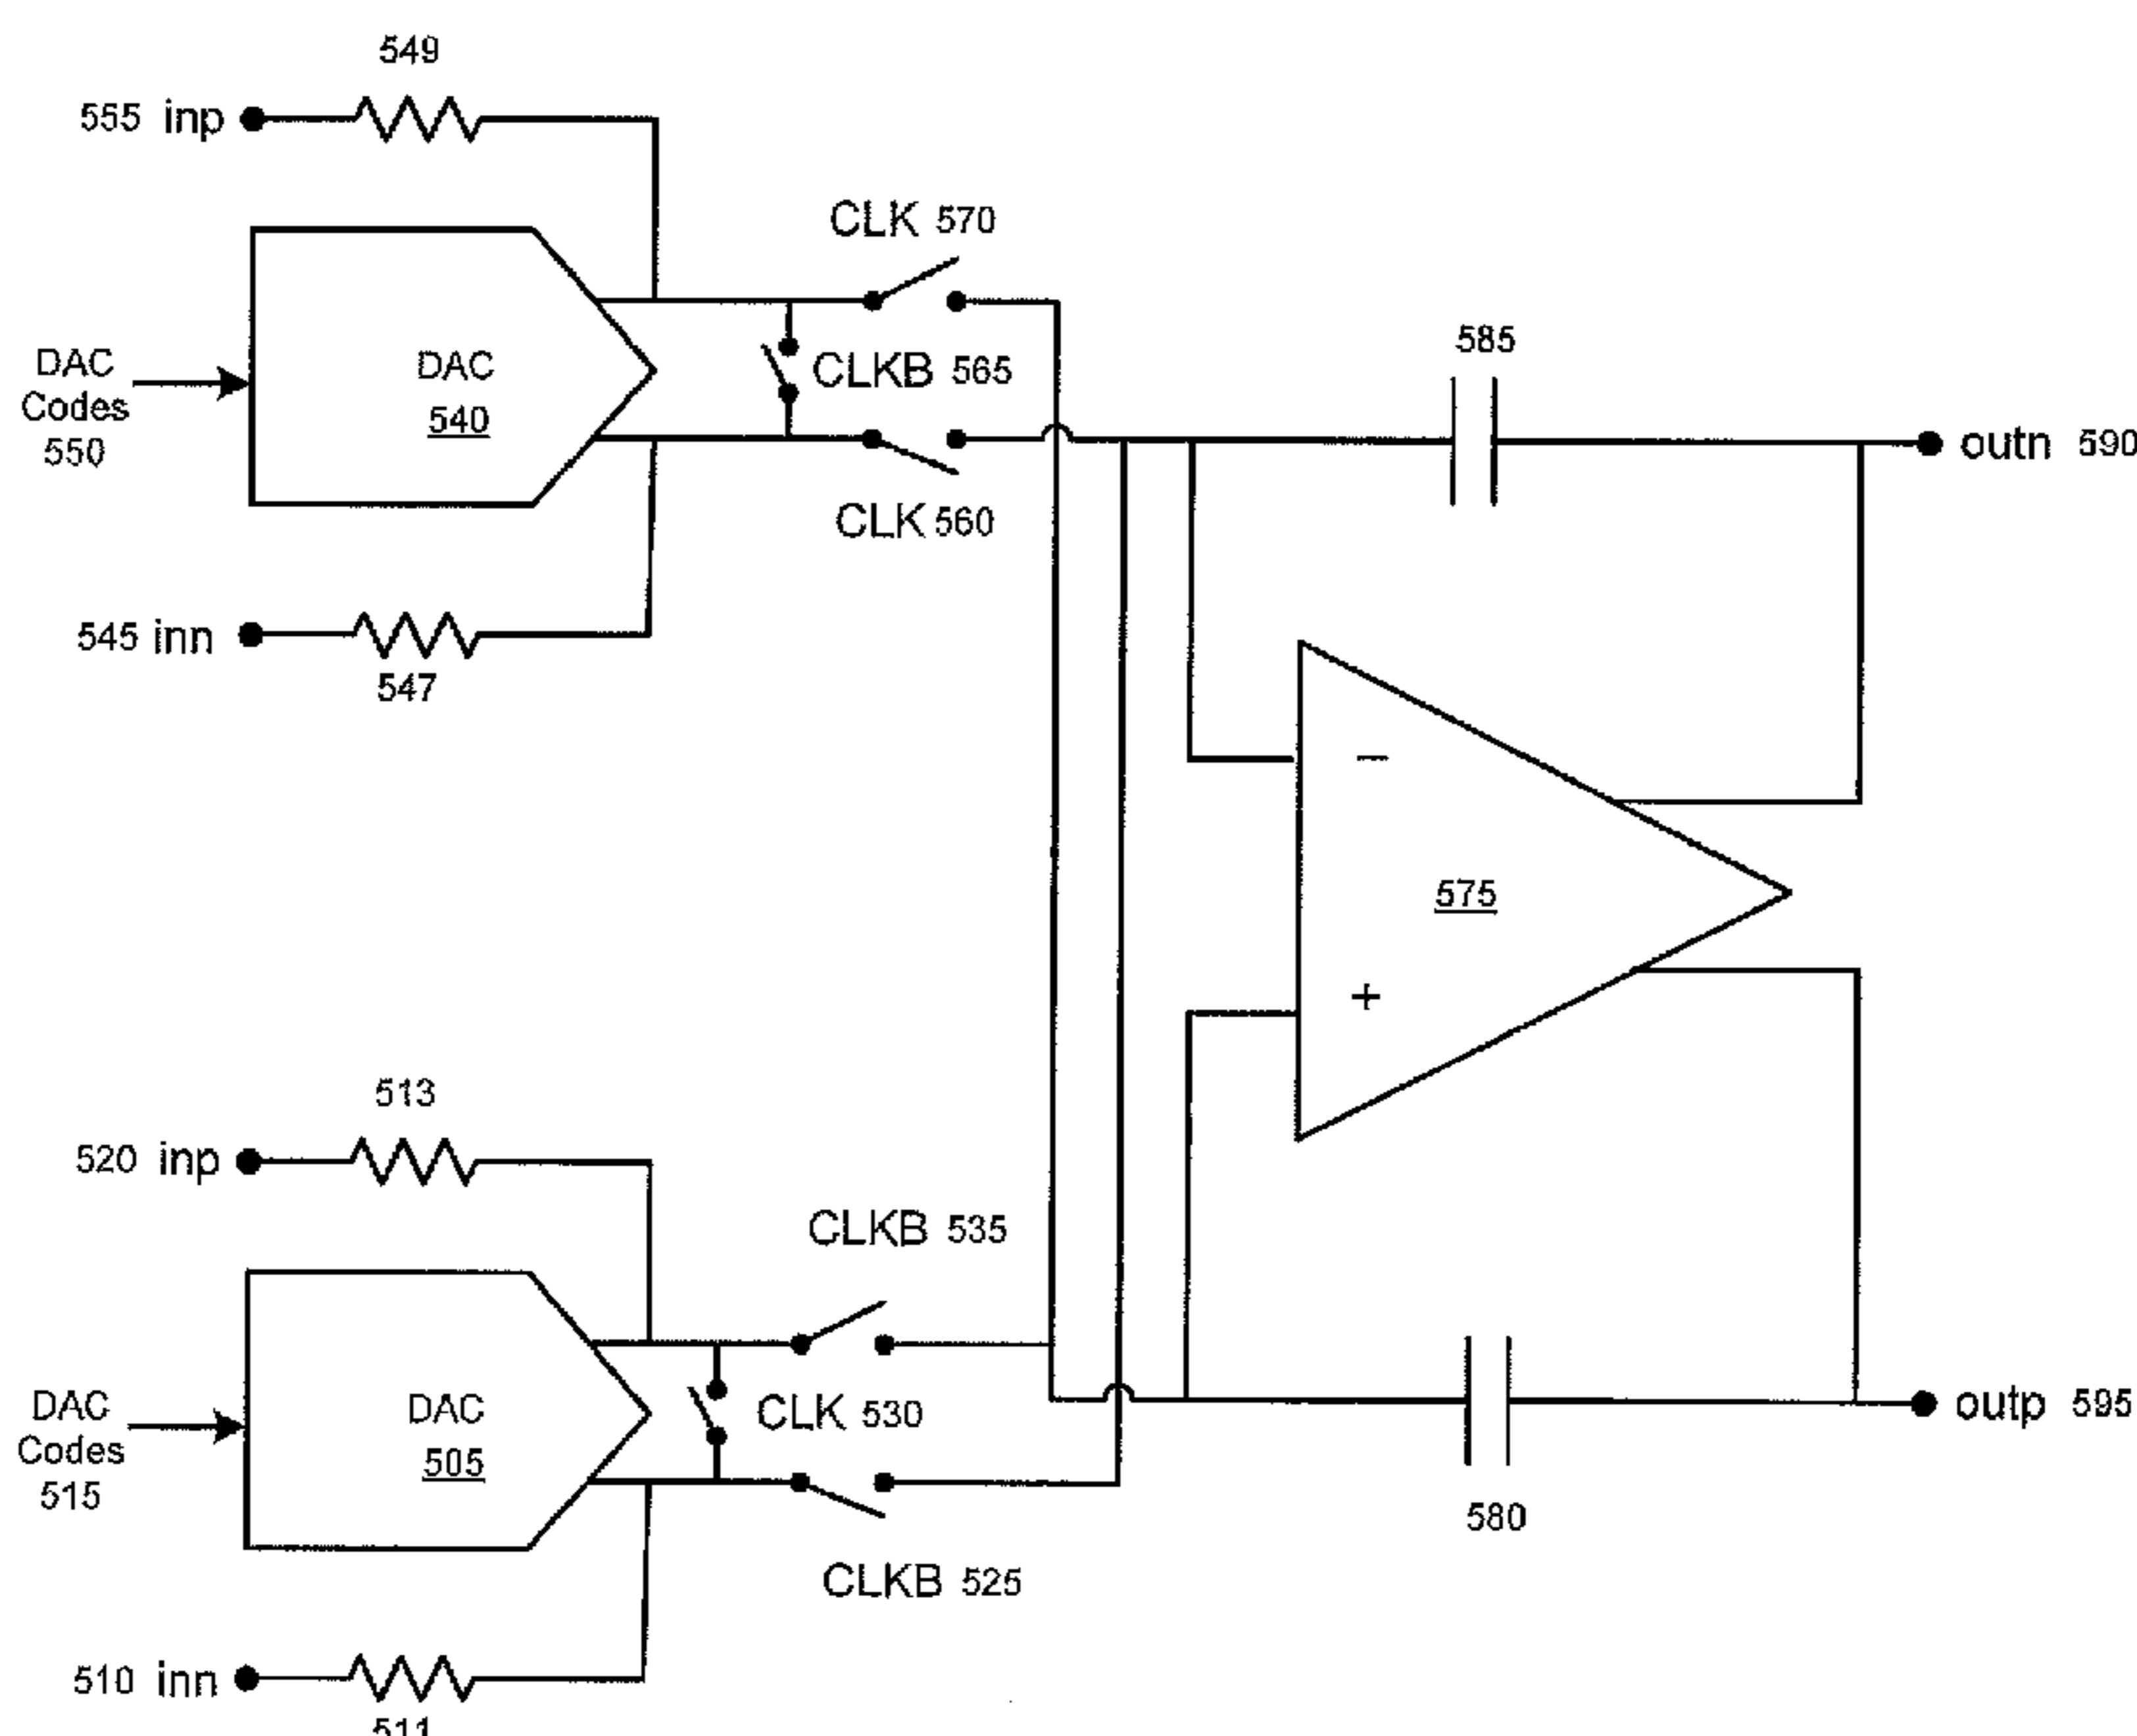 549
555 inp
CLK 570
DAC
Codes
550
DAC
540
CLKB 565
585
outn 590
CLK 560
545 inn
547
−
575
+
513
520 inp
CLKB 535
DAC
Codes
515
DAC
505
CLK 530
outp 595
580
CLKB 525
510 inn
511